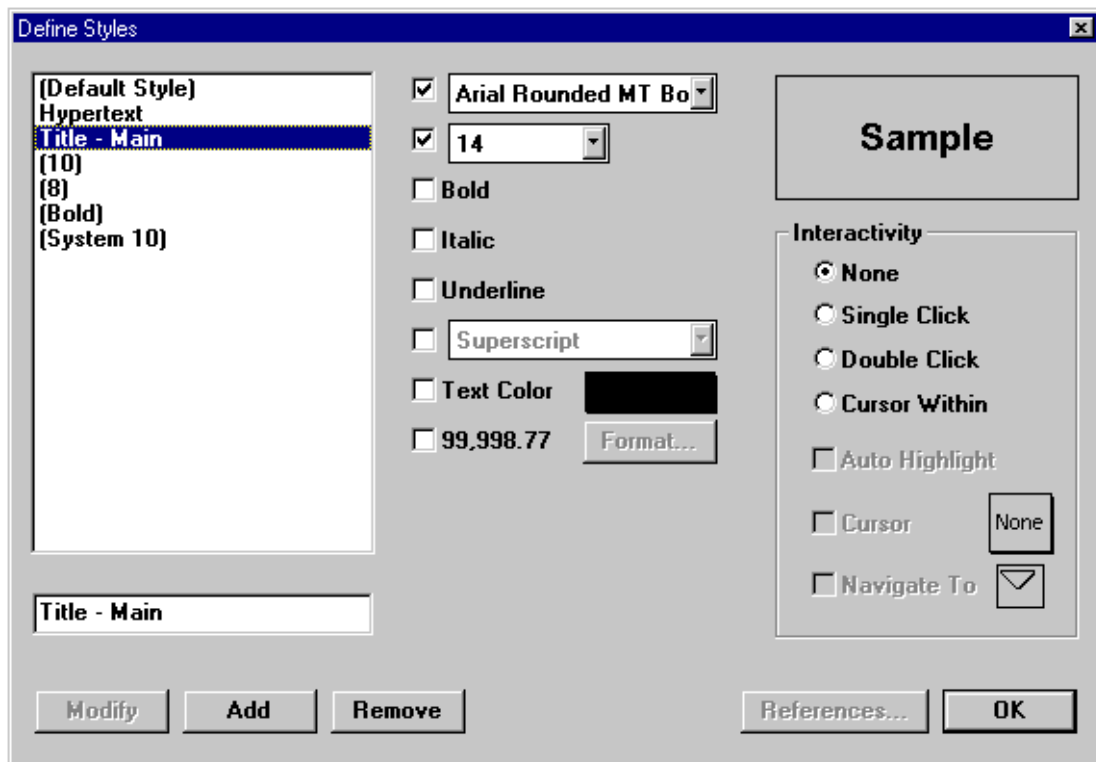 Define Styles
(Default Style)
Hypertext
Title - Main
(10)
(8)
(Bold)
(System 10)
Title - Main
Arial Rounded MT Bo
14
Bold
Italic
Underline
Superscript
Text Color
99,998.77 Format...
Sample
Interactivity
None
Single Click
Double Click
Cursor Within
Auto Highlight
Cursor None
Navigate To
Modify Add Remove References... OK